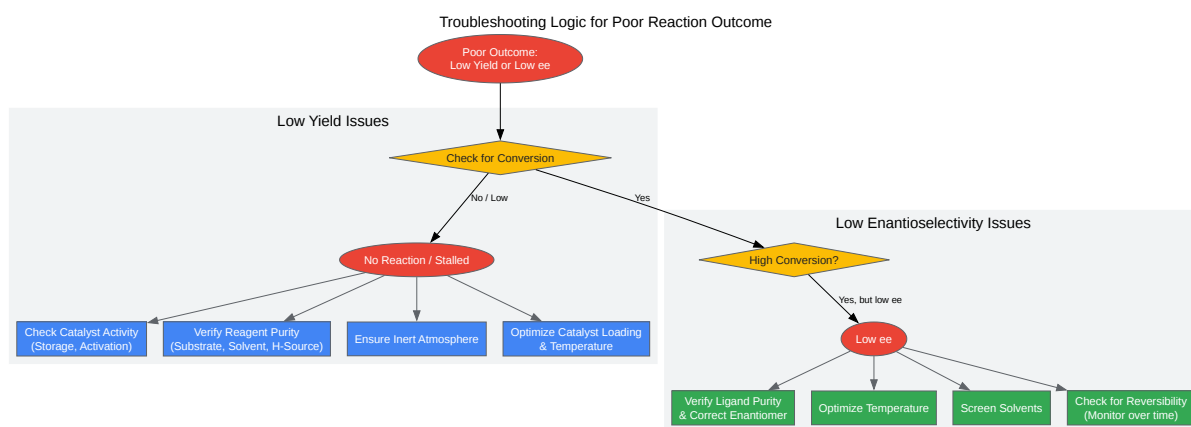 Troubleshooting Logic for Poor Reaction Outcome
Poor Outcome:
Low Yield or Low ee
Low Yield Issues
Check for Conversion
No / Low
Yes
Low Enantioselectivity Issues
No Reaction / Stalled
High Conversion?
Yes, but low ee
Check Catalyst Activity
(Storage, Activation)
Verify Reagent Purity
(Substrate, Solvent, H-Source)
Ensure Inert Atmosphere
Optimize Catalyst Loading
& Temperature
Low ee
Verify Ligand Purity
& Correct Enantiomer
Optimize Temperature
Screen Solvents
Check for Reversibility
(Monitor over time)